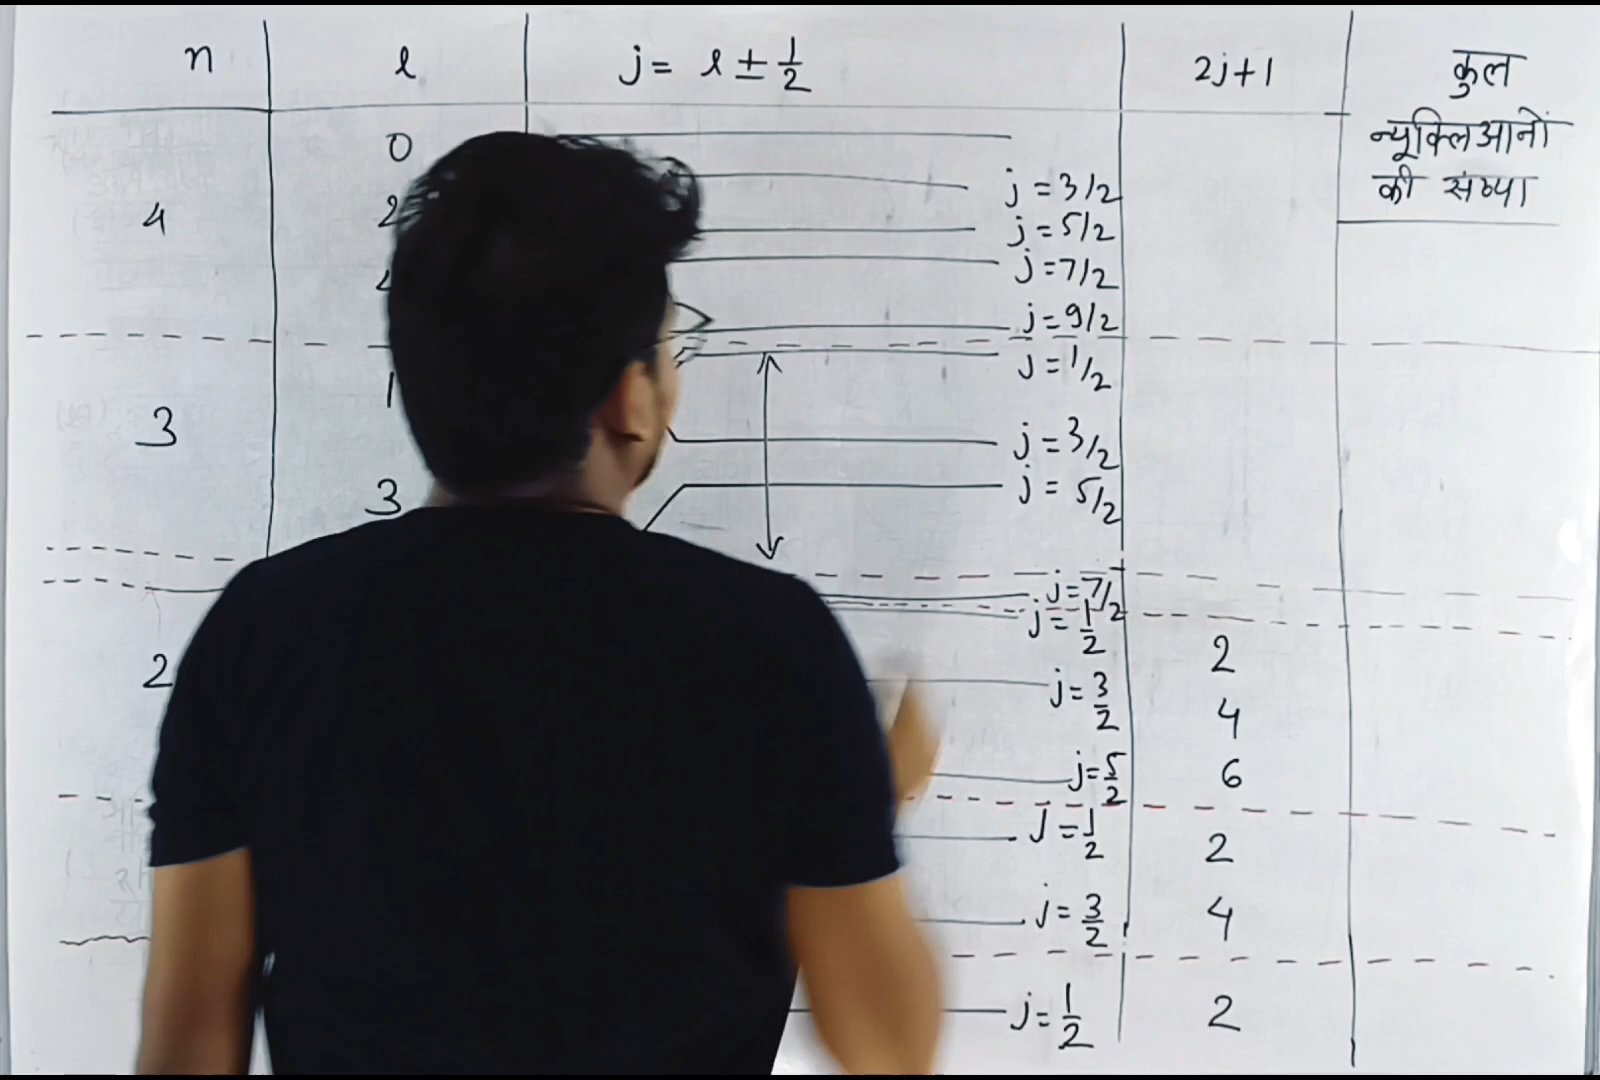 n l j = l ± 1/2 2j+1 कुल
न्यूक्लिआनों
की संख्या
0
j = 3/2
4 2 j = 5/2
j = 7/2
j = 9/2
j = 1/2
1
3 j = 3/2
3 j = 5/2
j = 7/2
j = 1/2 2
2 j = 3/2 4
j = 5/2 6
j = 1/2 2
j = 3/2 4
j = 1/2 2